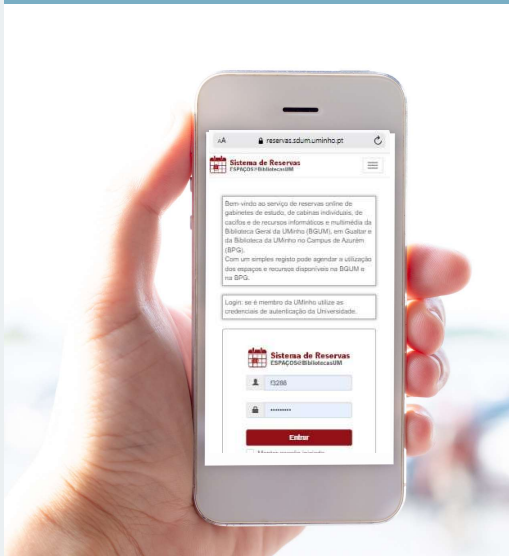 AA reservas.sdum.uminho.pt
Sistema de Reservas
ESPAÇOS@BibliotecasUM
Bem-vindo ao serviço de reservas online de
gabinetes de estudo, de cabinas individuais, de
cacifos e de recursos informáticos e multimédia da
Biblioteca Geral da UMinho (BGUM), em Gualtar e
da Biblioteca da UMinho no Campus de Azurém
(BPG).
Com um simples registo pode agendar a utilização
dos espaços e recursos disponíveis na BGUM e
na BPG.
Login: se é membro da UMinho utilize as
credenciais de autenticação da Universidade.
Sistema de Reservas
ESPAÇOS@BibliotecasUM
f3286
Entrar